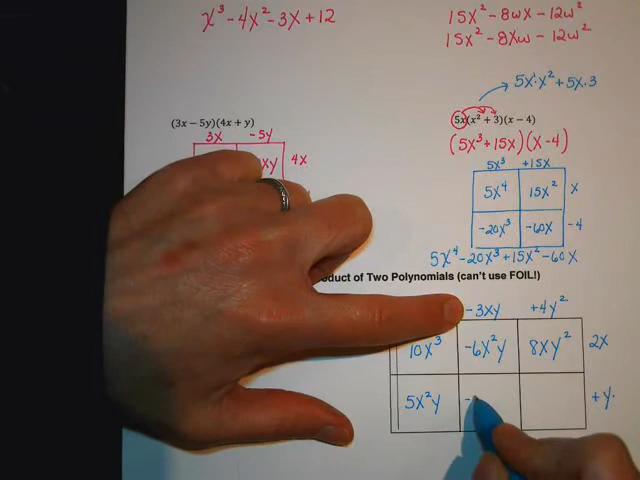 x³ - 4x² - 3x + 12
15x² - 8wx - 12w²
15x² - 8xw - 12w²
5x¹·x² + 5x·3
(3x − 5y)(4x + y)
5x(x² + 3)(x − 4)
3x -5y
4x
(5x³ + 15x)(x - 4)
5x³ +15x
5x⁴ 15x² x
-20x³ -60x -4
5x⁴ - 20x³ + 15x² - 60x
of Two Polynomials (can't use FOIL!)
-3xy +4y²
10x³ -6x²y 8xy² 2x
5x²y - +y